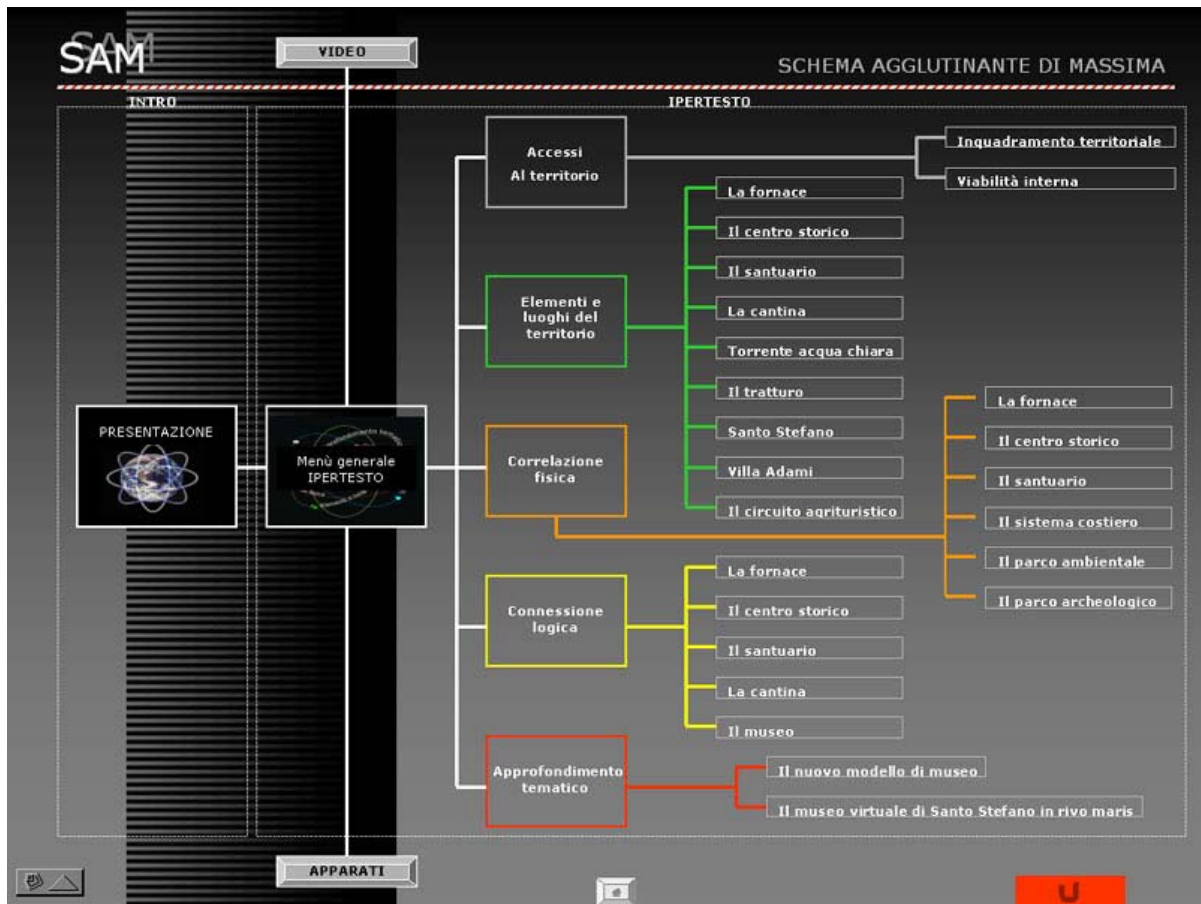 SAM
SAM
VIDEO
SCHEMA AGGLUTINANTE DI MASSIMA
INTRO
IPERTESTO
Accessi
Al territorio
Inquadramento territoriale
Viabilità interna
Elementi e
luoghi del
territorio
La fornace
Il centro storico
Il santuario
La cantina
Torrente acqua chiara
Il tratturo
Santo Stefano
Villa Adami
Il circuito agrituristico
PRESENTAZIONE
Menù generale
IPERTESTO
Correlazione
fisica
La fornace
Il centro storico
Il santuario
Il sistema costiero
Il parco ambientale
Il parco archeologico
Connessione
logica
La fornace
Il centro storico
Il santuario
La cantina
Il museo
Approfondimento
tematico
Il nuovo modello di museo
Il museo virtuale di Santo Stefano in rivo maris
APPARATI